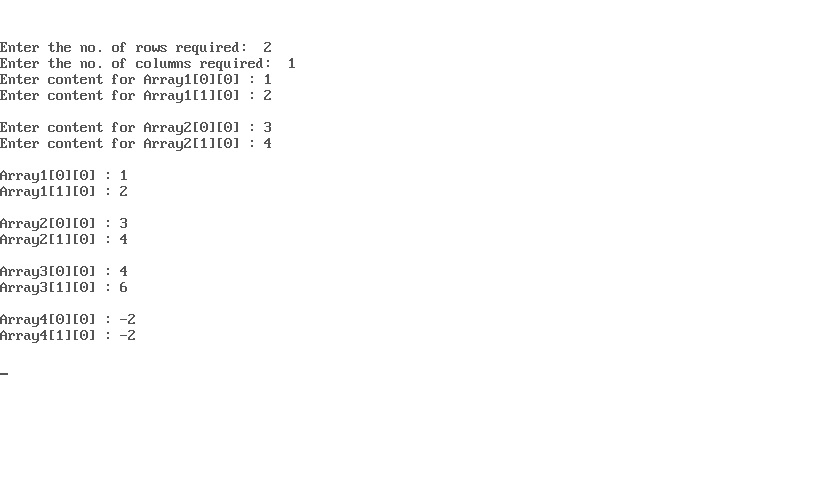 Enter the no. of rows required:  2
Enter the no. of columns required:  1
Enter content for Array1[0][0] : 1
Enter content for Array1[1][0] : 2

Enter content for Array2[0][0] : 3
Enter content for Array2[1][0] : 4

Array1[0][0] : 1
Array1[1][0] : 2

Array2[0][0] : 3
Array2[1][0] : 4

Array3[0][0] : 4
Array3[1][0] : 6

Array4[0][0] : -2
Array4[1][0] : -2

_